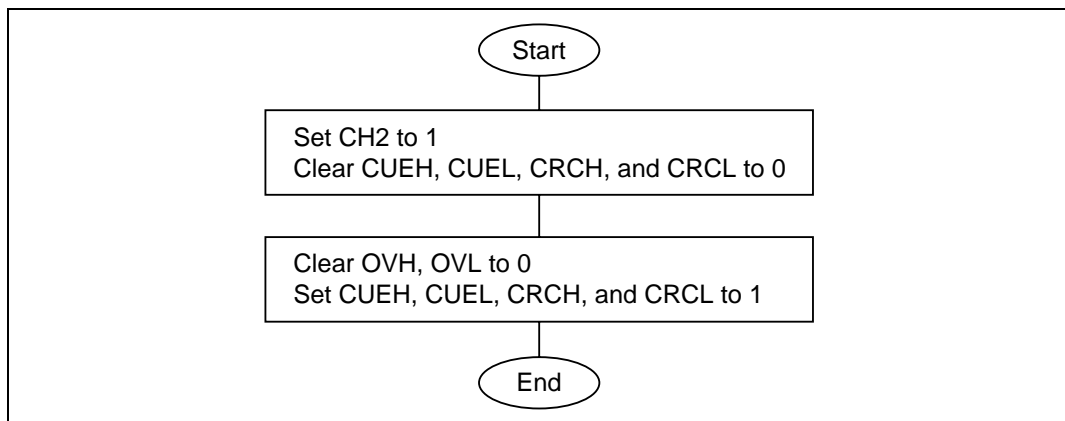 Start
Set CH2 to 1
Clear CUEH, CUEL, CRCH, and CRCL to 0
Clear OVH, OVL to 0
Set CUEH, CUEL, CRCH, and CRCL to 1
End